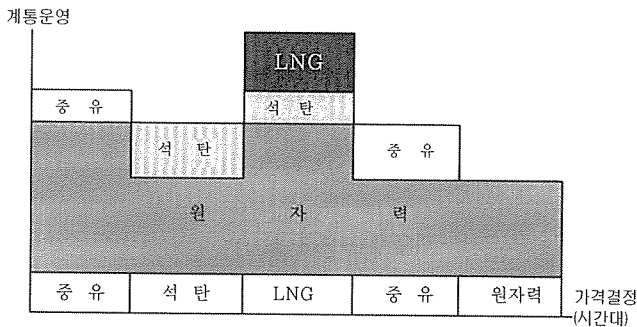 계통운영
LNG
중 유
석 탄
석 탄
중 유
원 자 력
중 유
석 탄
LNG
중 유
원자력
가격결정
(시간대)